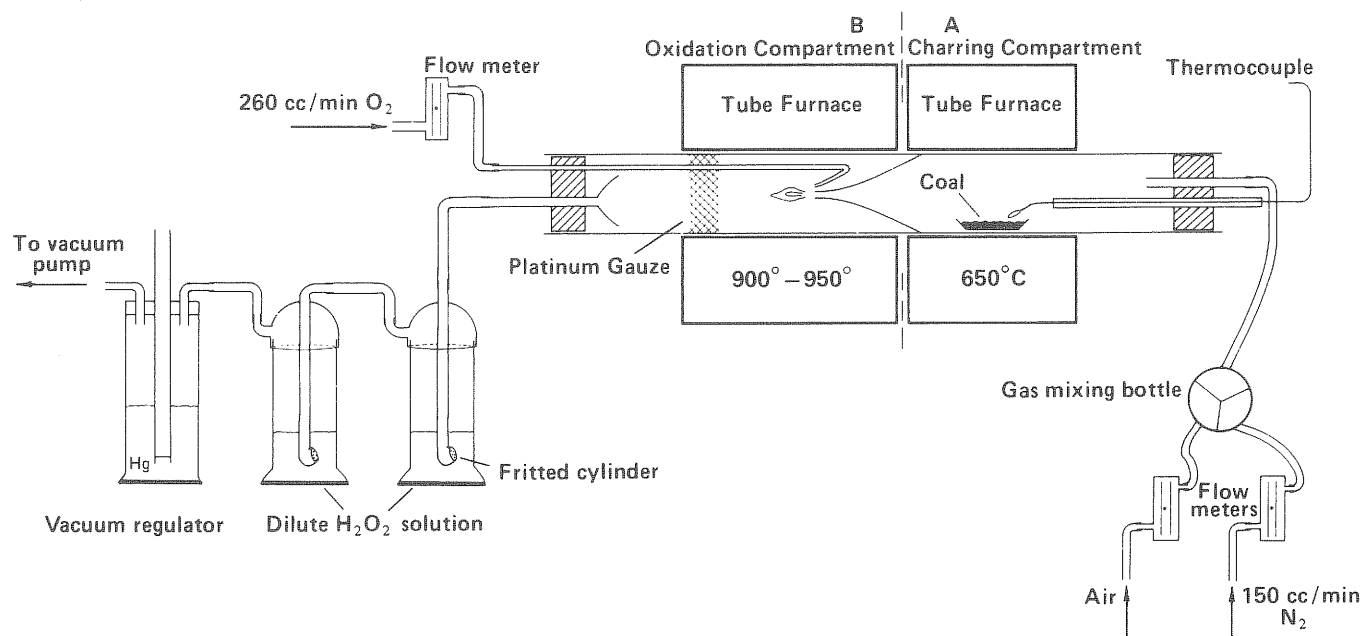 B
A
Oxidation Compartment
Charring Compartment
Flow meter
Thermocouple
260 cc/min O₂
Tube Furnace
Tube Furnace
Coal
To vacuum
pump
Platinum Gauze
900°–950°
650°C
Gas mixing bottle
Hg
Fritted cylinder
Flow
meters
Vacuum regulator
Dilute H₂O₂ solution
Air
150 cc/min
N₂